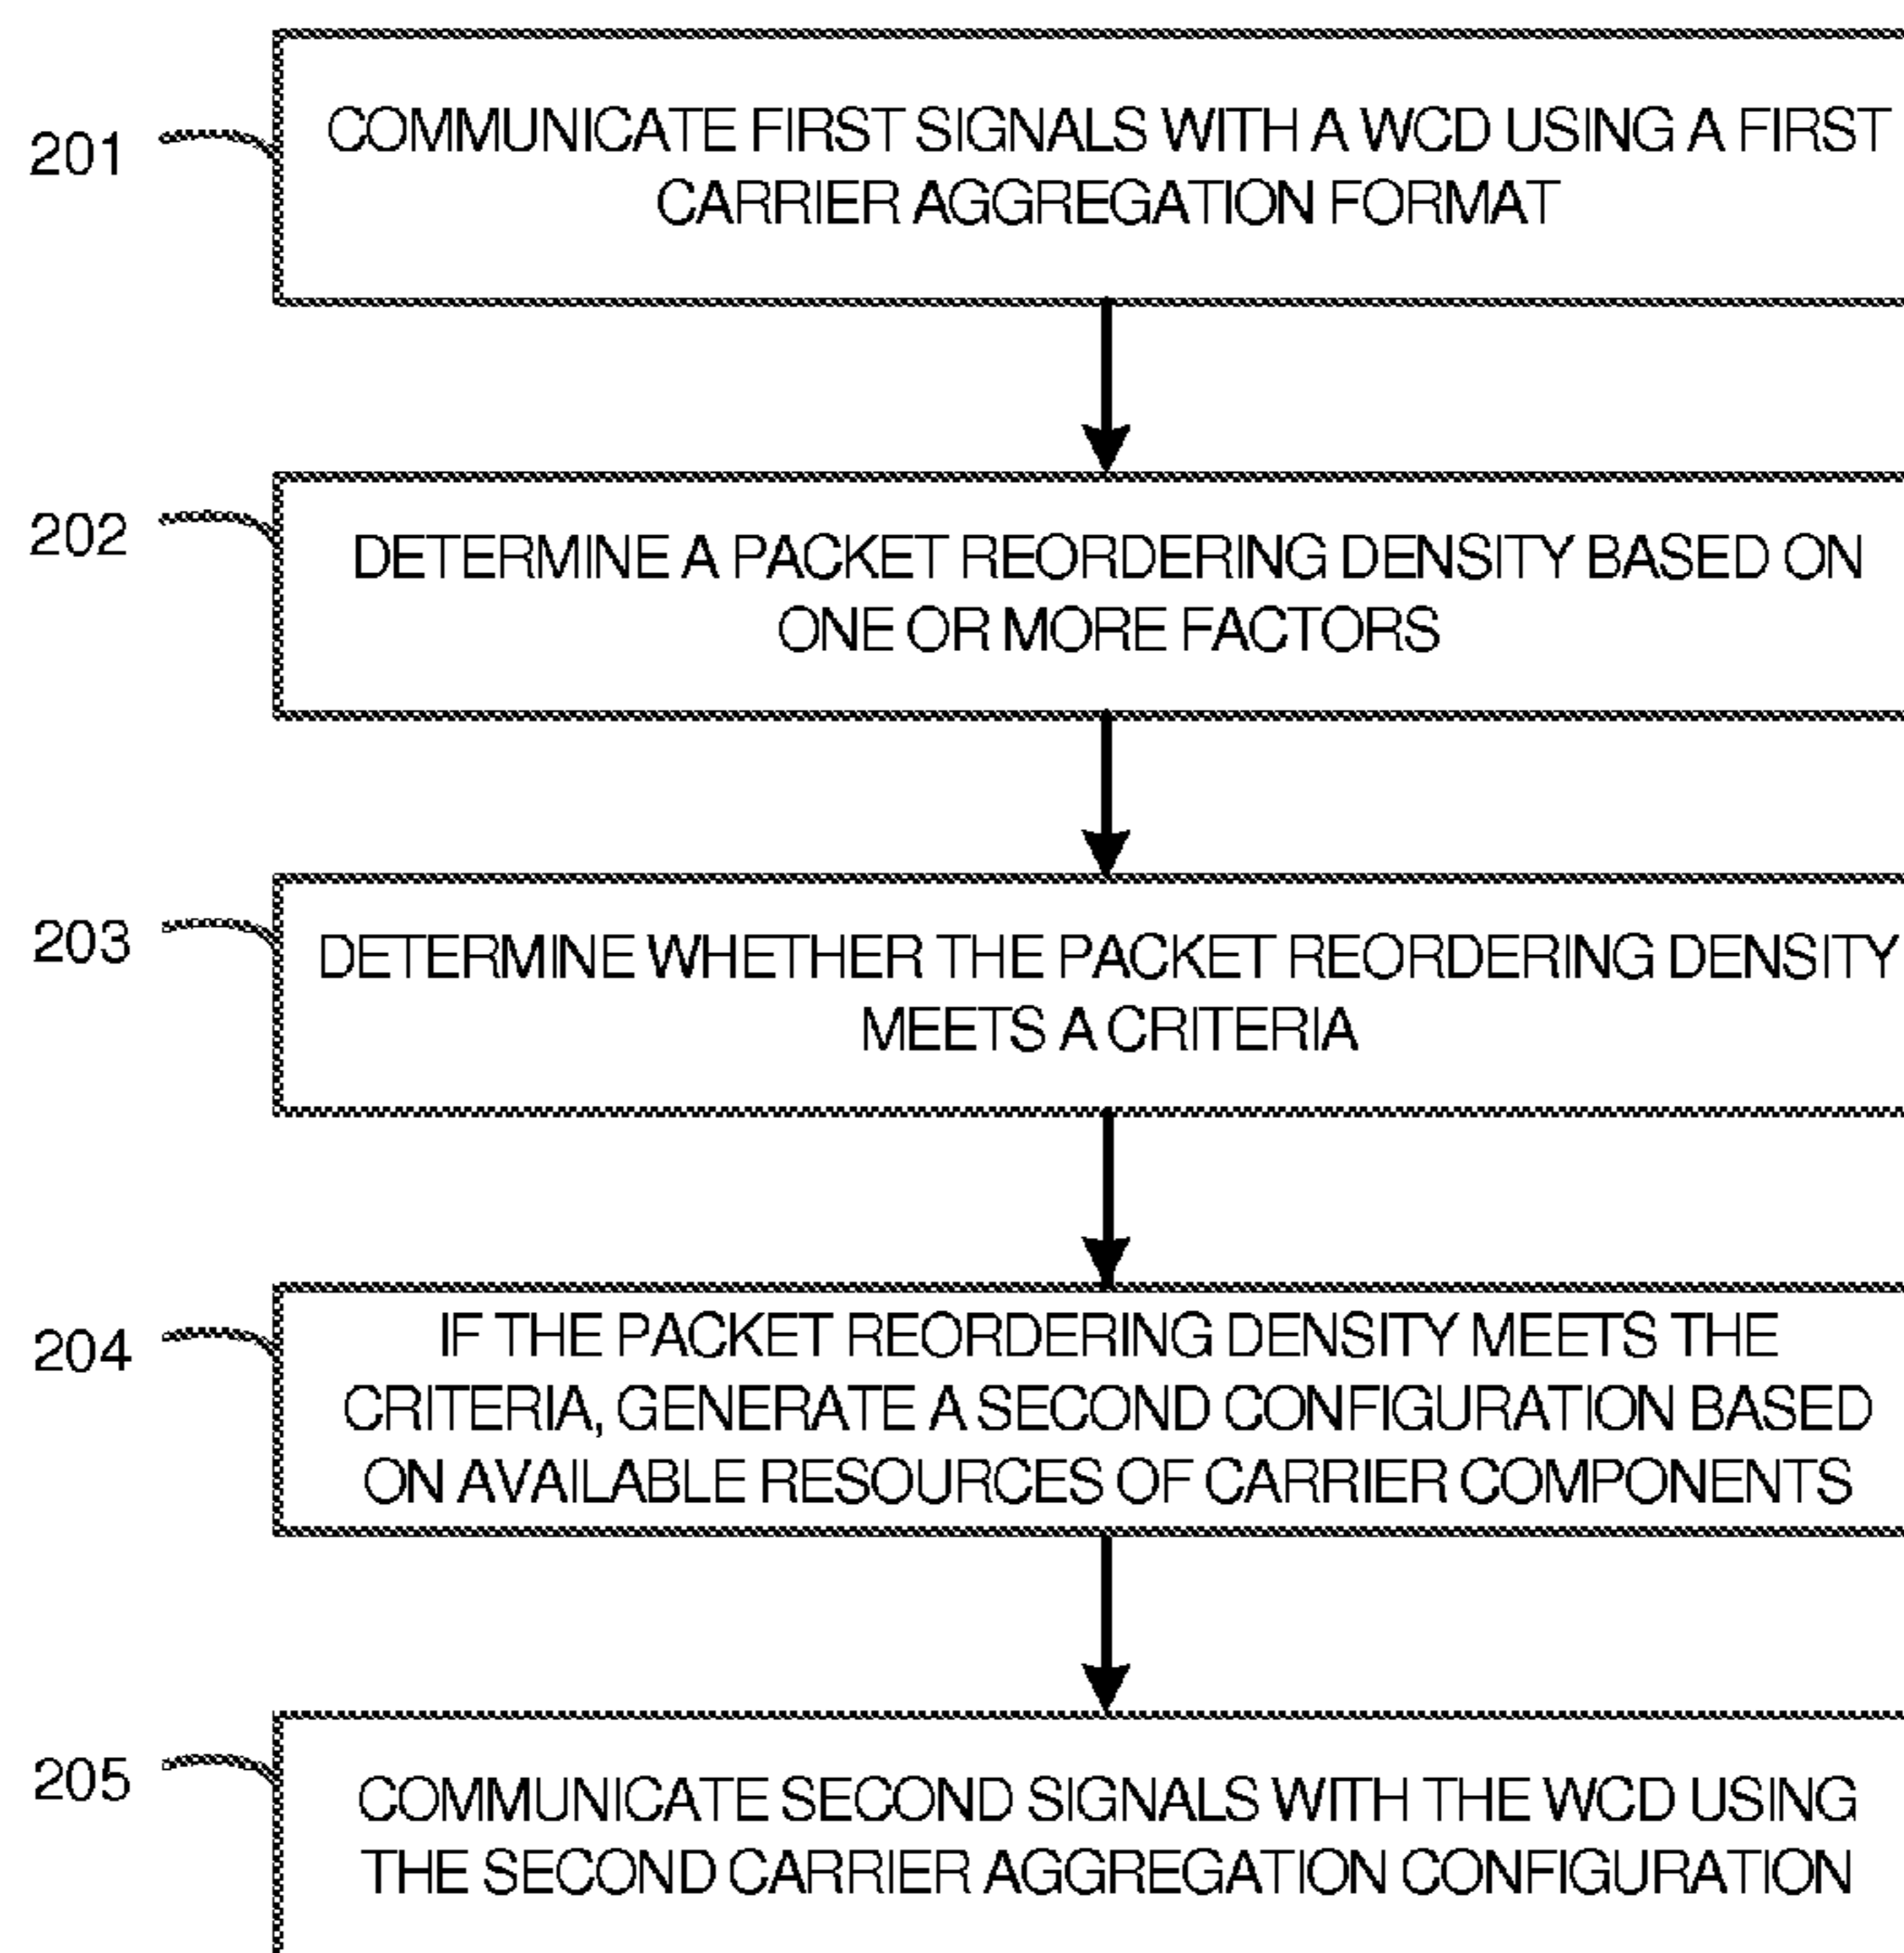 201
COMMUNICATE FIRST SIGNALS WITH A WCD USING A FIRST
CARRIER AGGREGATION FORMAT
202
DETERMINE A PACKET REORDERING DENSITY BASED ON
ONE OR MORE FACTORS
203
DETERMINE WHETHER THE PACKET REORDERING DENSITY
MEETS A CRITERIA
204
IF THE PACKET REORDERING DENSITY MEETS THE
CRITERIA, GENERATE A SECOND CONFIGURATION BASED
ON AVAILABLE RESOURCES OF CARRIER COMPONENTS
205
COMMUNICATE SECOND SIGNALS WITH THE WCD USING
THE SECOND CARRIER AGGREGATION CONFIGURATION